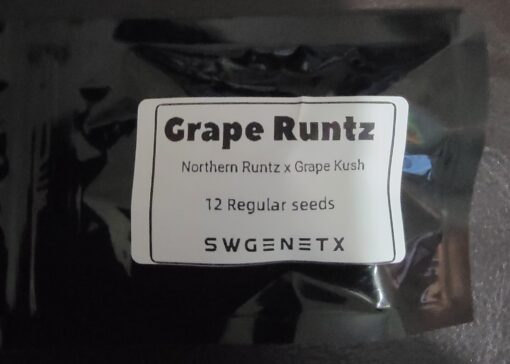 Grape Runtz
Northern Runtz x Grape Kush
12 Regular seeds
SWGENETX